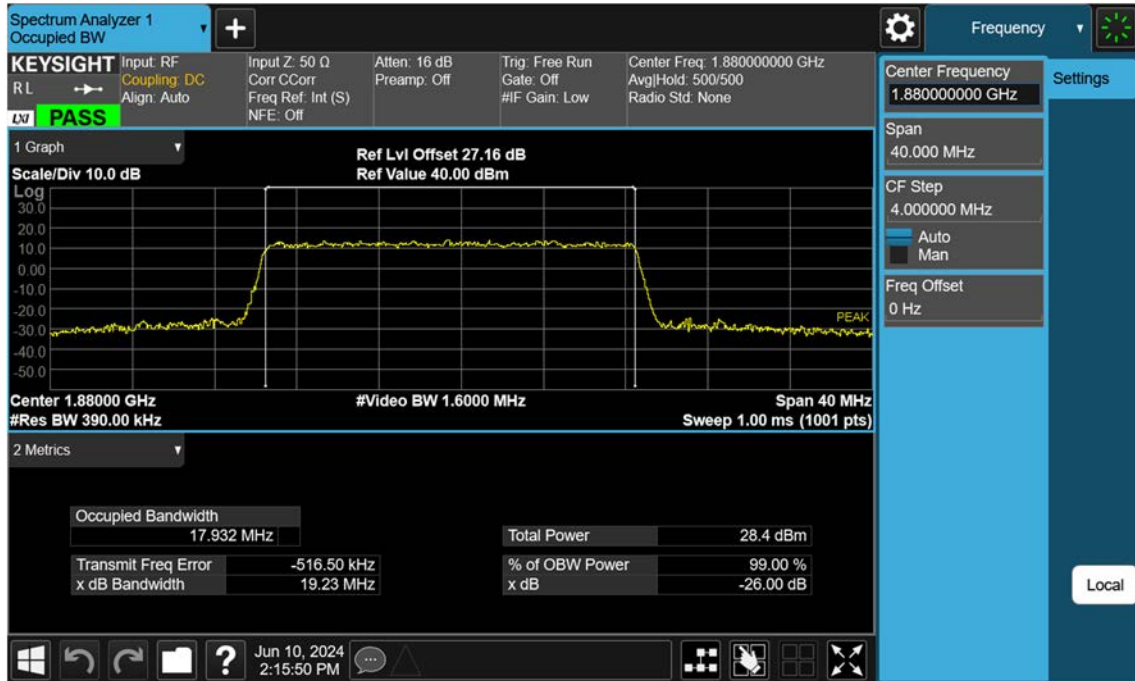 Spectrum Analyzer 1
Occupied BW
+
Frequency
KEYSIGHT
R L
LXI PASS
Input: RF
Coupling: DC
Align: Auto
Input Z: 50 Ω
Corr CCorr
Freq Ref: Int (S)
NFE: Off
Atten: 16 dB
Preamp: Off
Trig: Free Run
Gate: Off
#IF Gain: Low
Center Freq: 1.880000000 GHz
Avg|Hold: 500/500
Radio Std: None
1 Graph
Scale/Div 10.0 dB
Ref Lvl Offset 27.16 dB
Ref Value 40.00 dBm
Log
30.0
20.0
10.0
0.00
-10.0
-20.0
-30.0
-40.0
-50.0
PEAK
Center 1.88000 GHz
#Video BW 1.6000 MHz
Span 40 MHz
#Res BW 390.00 kHz
Sweep 1.00 ms (1001 pts)
2 Metrics
Occupied Bandwidth
17.932 MHz
Total Power 28.4 dBm
Transmit Freq Error -516.50 kHz
% of OBW Power 99.00 %
x dB Bandwidth 19.23 MHz
x dB -26.00 dB
?
Jun 10, 2024
2:15:50 PM
Center Frequency
1.880000000 GHz
Settings
Span
40.000 MHz
CF Step
4.000000 MHz
Auto
Man
Freq Offset
0 Hz
Local